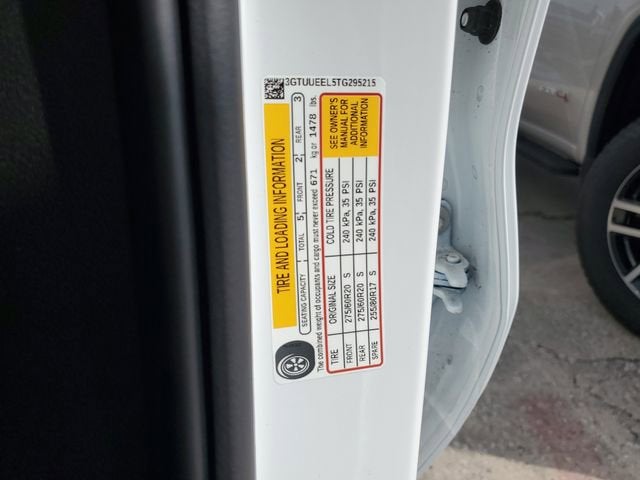 3GTUUEEL5TG295215
TIRE AND LOADING INFORMATION
SEATING CAPACITY TOTAL 5 FRONT 2 REAR 3
The combined weight of occupants and cargo must never exceed 671 kg or 1478 lbs.
TIRE ORIGINAL SIZE COLD TIRE PRESSURE
FRONT 275/60R20 S 240 kPa, 35 PSI
REAR 275/60R20 S 240 kPa, 35 PSI
SPARE 255/80R17 S 240 kPa, 35 PSI
SEE OWNER'S
MANUAL FOR
ADDITIONAL
INFORMATION